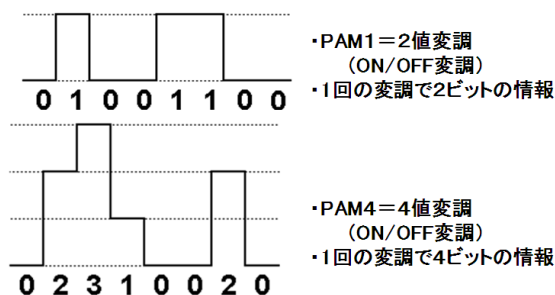 ・PAM1＝2値変調
（ON/OFF変調）
・1回の変調で2ビットの情報
0 1 0 0 1 1 0 0
・PAM4＝4値変調
（ON/OFF変調）
・1回の変調で4ビットの情報
0 2 3 1 0 0 2 0